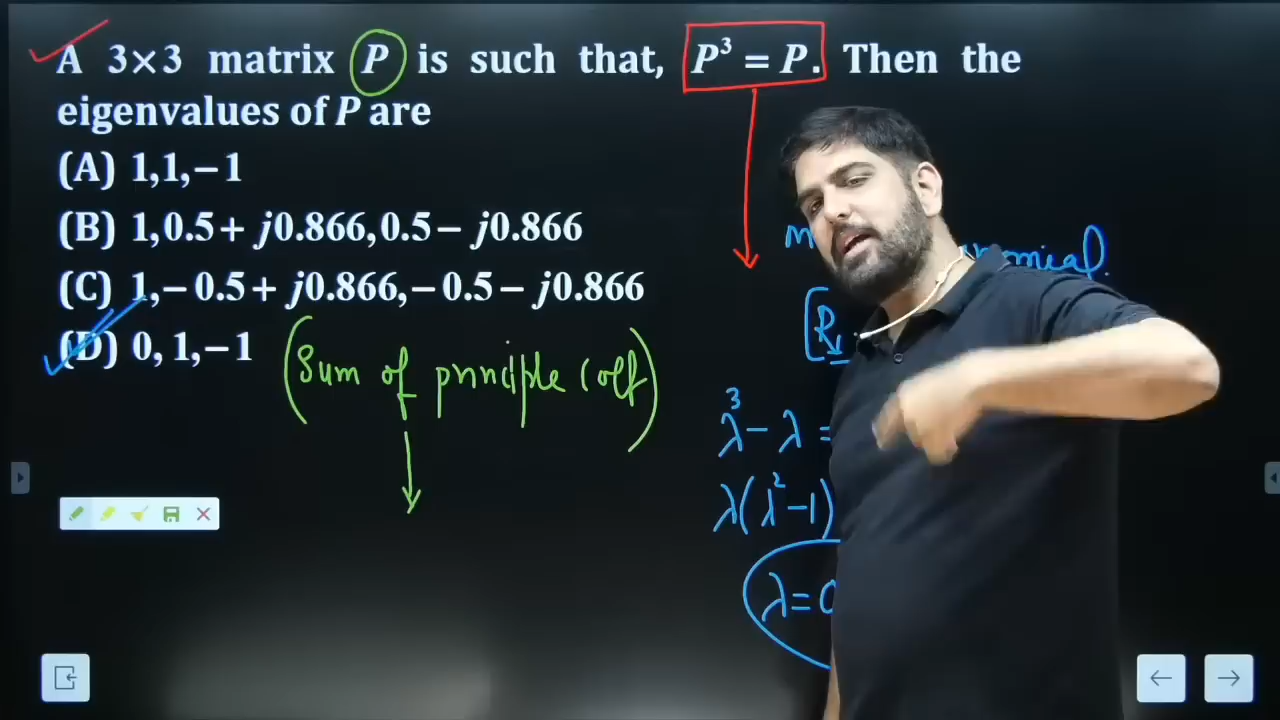 A 3×3 matrix P is such that, P³ = P. Then the
eigenvalues of P are
(A) 1,1,−1
(B) 1,0.5+ j0.866,0.5− j0.866
(C) 1,−0.5+ j0.866,−0.5− j0.866
(D) 0, 1,−1
(Sum of principle Coff)
λ³ − λ =
λ(λ²−1)
λ=0